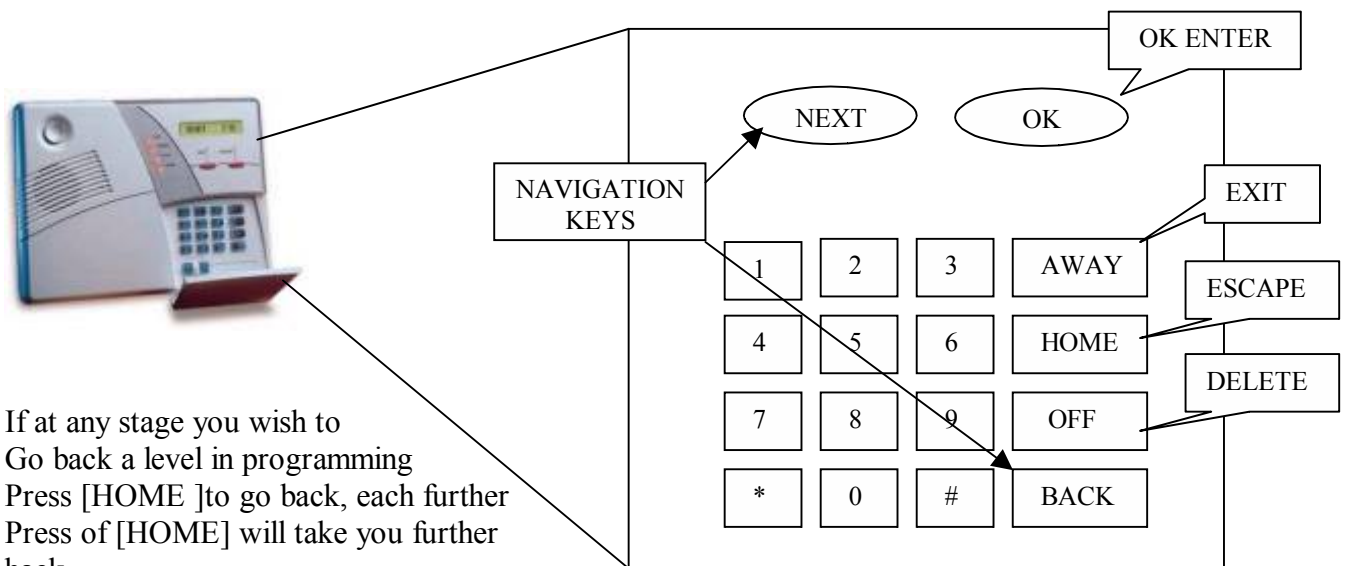 OK ENTER
NEXT
OK
NAVIGATION
KEYS
EXIT
1 2 3 AWAY
ESCAPE
4 5 6 HOME
DELETE
7 8 9 OFF
* 0 # BACK
If at any stage you wish to
Go back a level in programming
Press [HOME ]to go back, each further
Press of [HOME] will take you further